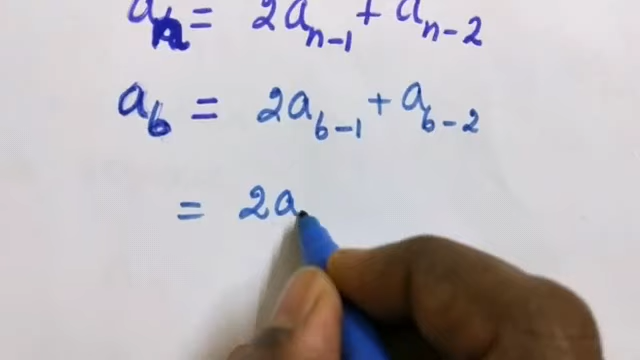 aₙ = 2aₙ₋₁ + aₙ₋₂
a₆ = 2a₆₋₁ + a₆₋₂
= 2a